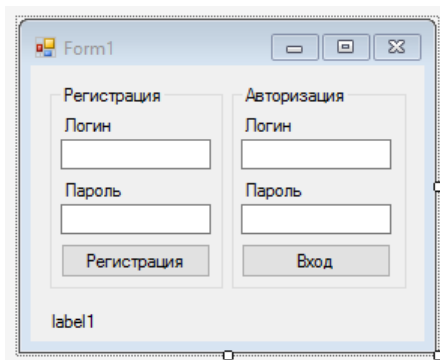 Form1
Регистрация
Логин
Пароль
Регистрация
Авторизация
Логин
Пароль
Вход
label1